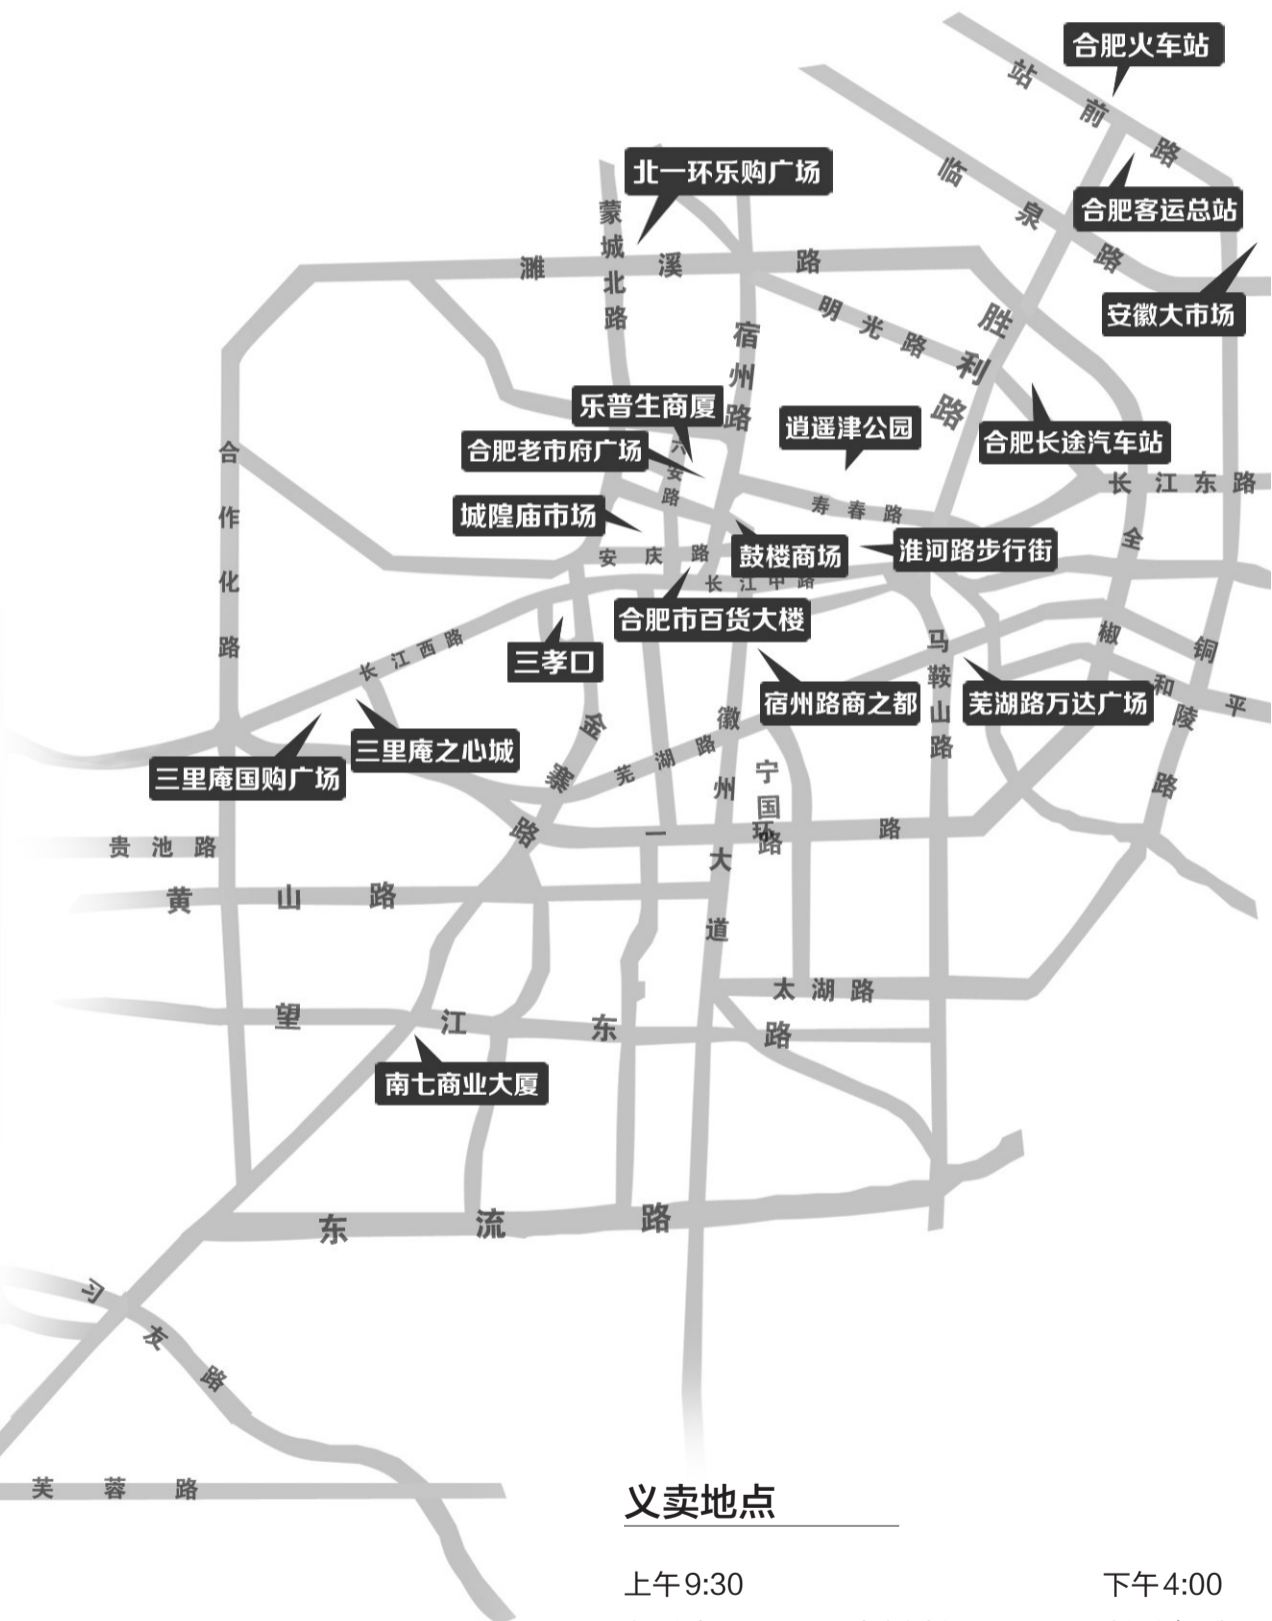 合肥火车站
站前路
北一环乐购广场
临泉路
合肥客运总站
蒙城北路
濉溪路
安徽大市场
明光路
胜利路
宿州路
乐普生商厦
逍遥津公园
合肥老市府广场
合肥长途汽车站
六安路
合作化路
长江东路
寿春路
城隍庙市场
全椒路
安庆路
鼓楼商场
淮河路步行街
长江中路
合肥市百货大楼
长江西路
三孝口
马鞍山路
铜陵路
宿州路商之都
芜湖路万达广场
和平
金寨路
徽州大道
三里庵之心城
三里庵国购广场
芜湖路
宁国路
贵池路
一环路
黄山路
太湖路
望江东路
南七商业大厦
东流路
习友路
芙蓉路
义卖地点
上午9:30
下午4:00